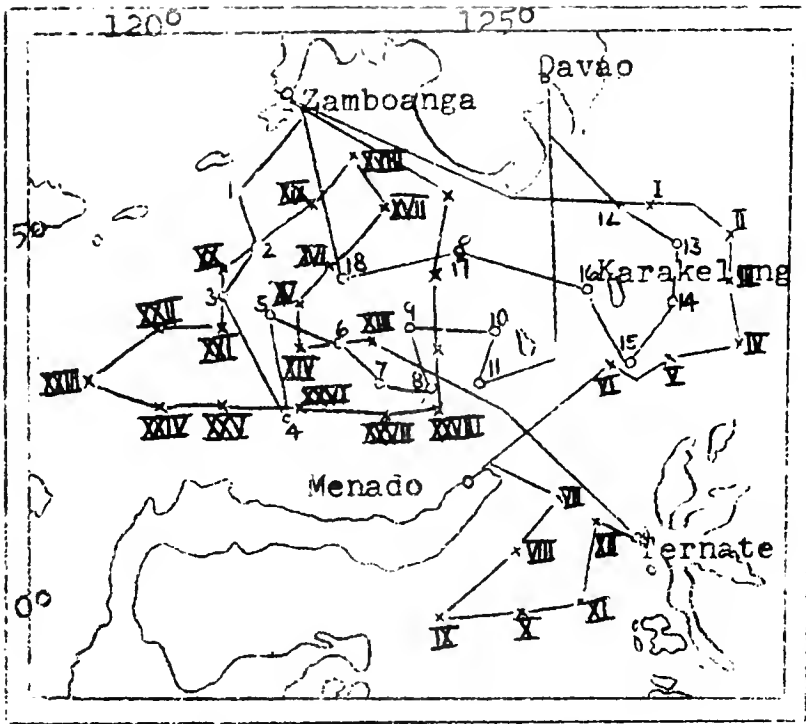 120° 125°
Davao
Zamboanga
XVIII
1 XIX XVII 12 I
5° II
2 8 13
XX XVI 18 17
3 16 Karakelong III
5 XV 14
XXII 9 10
6 XIII
XXI XIV 15 IV
XXIII 7 8 11 VI V
XXVI
XXIV XXV 4 XXVII XXVIII
Menado
VII
VIII XII Ternate
0°
IX X XI